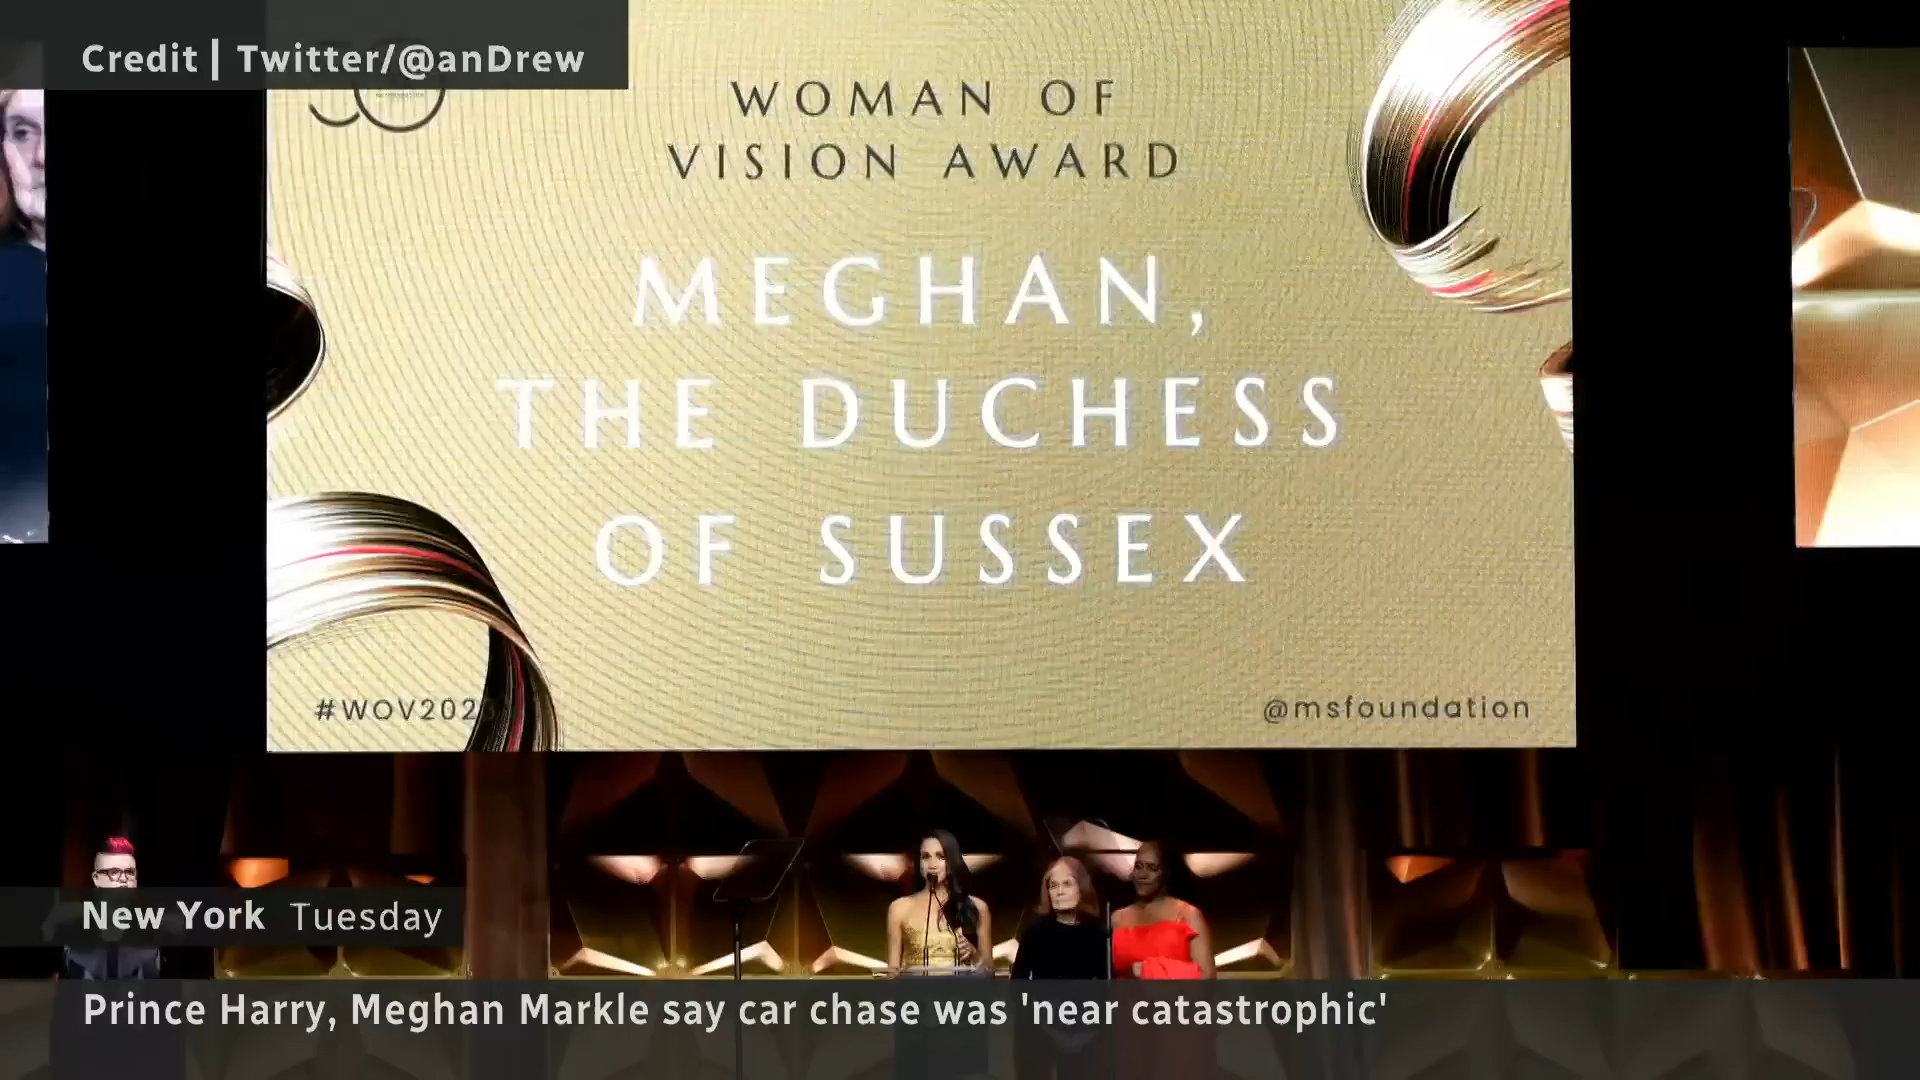 Credit | Twitter/@anDrew
WOMAN OF
VISION AWARD
MEGHAN,
THE DUCHESS
OF SUSSEX
#WOV202
@msfoundation
New York Tuesday
Prince Harry, Meghan Markle say car chase was 'near catastrophic'